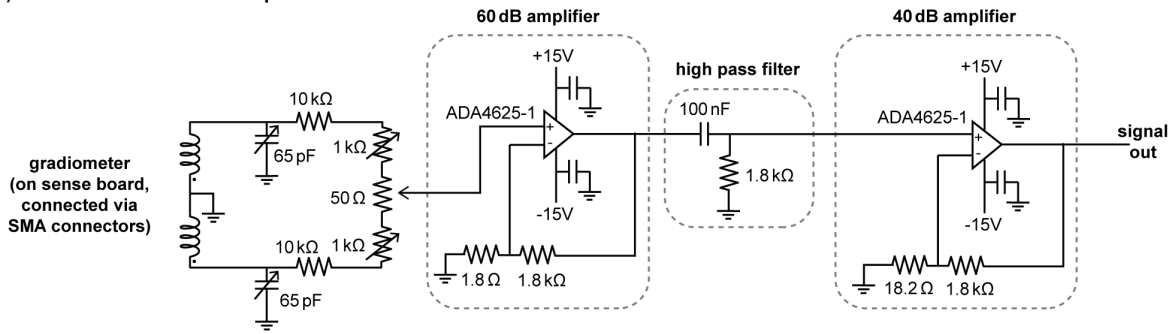 60 dB amplifier
40 dB amplifier
+15V
high pass filter
+15V
10 kΩ
ADA4625-1
100 nF
ADA4625-1
+
-
+
-
signal
out
1kΩ
65 pF
gradiometer
(on sense board,
connected via
SMA connectors)
50 Ω
1.8 kΩ
-15V
-15V
10 kΩ
1 kΩ
1.8 Ω
1.8 kΩ
18.2 Ω
1.8 kΩ
65 pF